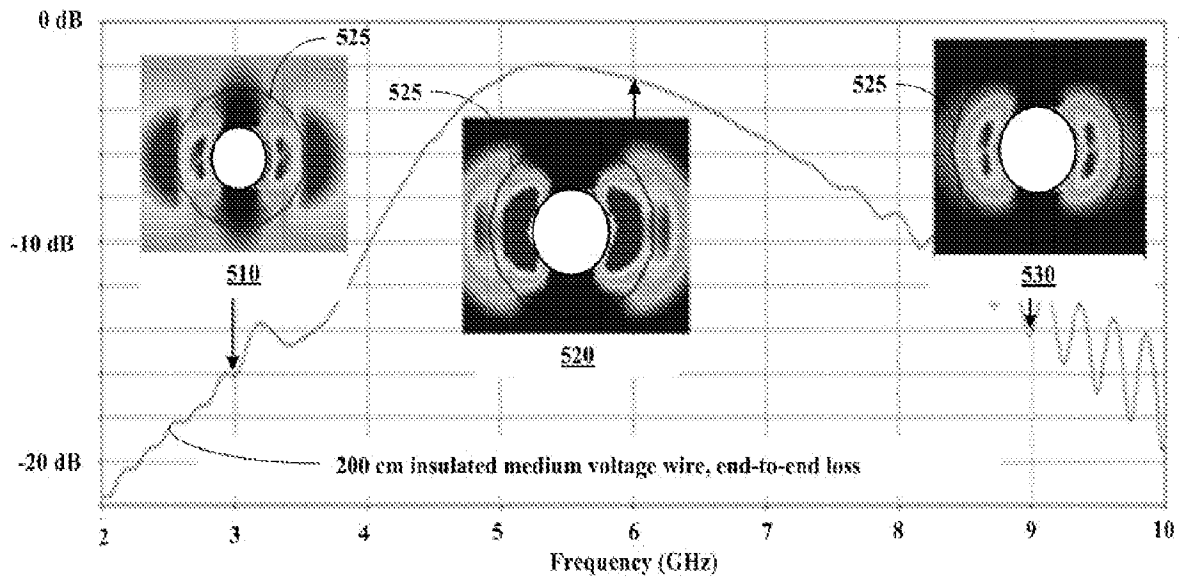 0 dB
525
525
525
-10 dB
510
530
520
-20 dB
200 cm insulated medium voltage wire, end-to-end loss
2 3 4 5 6 7 8 9 10
Frequency (GHz)